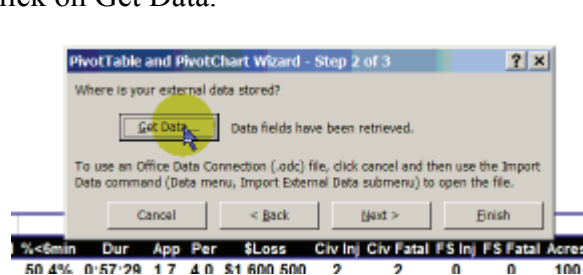 ick on Get Data.
PivotTable and PivotChart Wizard - Step 2 of 3
Where is your external data stored?
Get Data... Data fields have been retrieved.
To use an Office Data Connection (.odc) file, click cancel and then use the Import
Data command (Data menu, Import External Data submenu) to open the file.
Cancel < Back Next > Finish
%<6min Dur App Per $Loss Civ Inj Civ Fatal FS Inj FS Fatal Acres
50.4% 0:57:29 1.7 4.0 $1,600,500 2 2 0 0 100